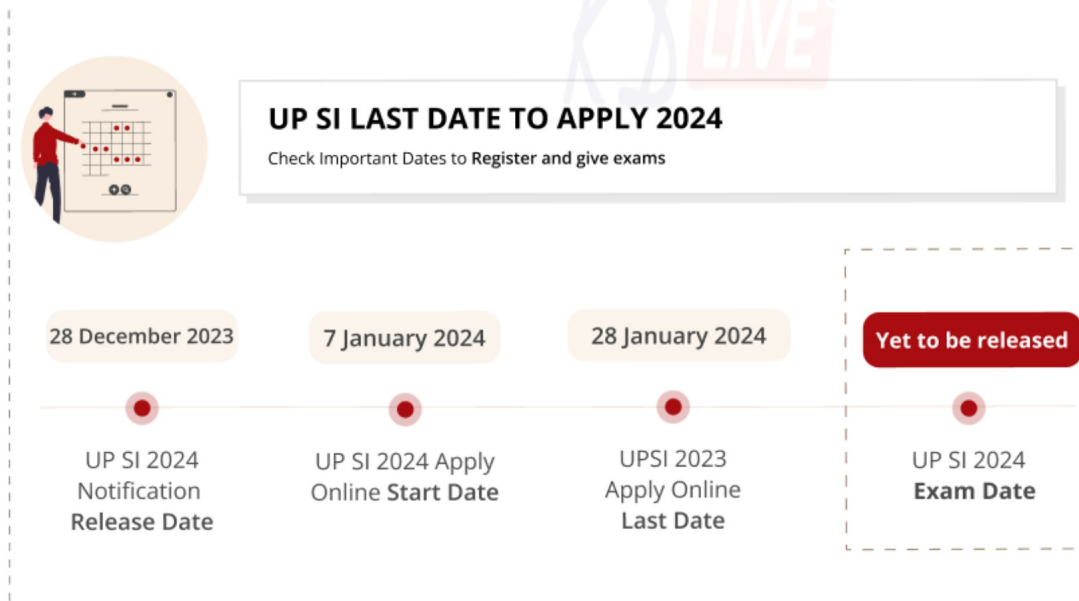 LIVE
UP SI LAST DATE TO APPLY 2024
Check Important Dates to Register and give exams
28 December 2023
7 January 2024
28 January 2024
Yet to be released
UP SI 2024
Notification
Release Date
UP SI 2024 Apply
Online Start Date
UPSI 2023
Apply Online
Last Date
UP SI 2024
Exam Date